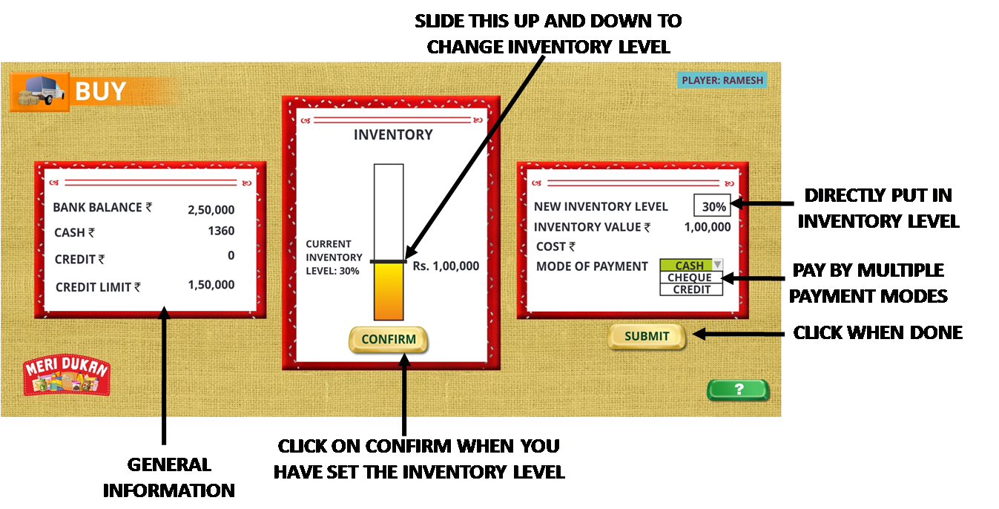 SLIDE THIS UP AND DOWN TO
CHANGE INVENTORY LEVEL
BUY
PLAYER: RAMESH
INVENTORY
BANK BALANCE ₹ 2,50,000
CASH ₹ 1360
CREDIT ₹ 0
CREDIT LIMIT ₹ 1,50,000
CURRENT
INVENTORY
LEVEL: 30%
Rs. 1,00,000
CONFIRM
NEW INVENTORY LEVEL 30%
INVENTORY VALUE ₹ 1,00,000
COST ₹
MODE OF PAYMENT CASH
CHEQUE
CREDIT
SUBMIT
DIRECTLY PUT IN
INVENTORY LEVEL
PAY BY MULTIPLE
PAYMENT MODES
CLICK WHEN DONE
MERI DUKAN
?
CLICK ON CONFIRM WHEN YOU
HAVE SET THE INVENTORY LEVEL
GENERAL
INFORMATION